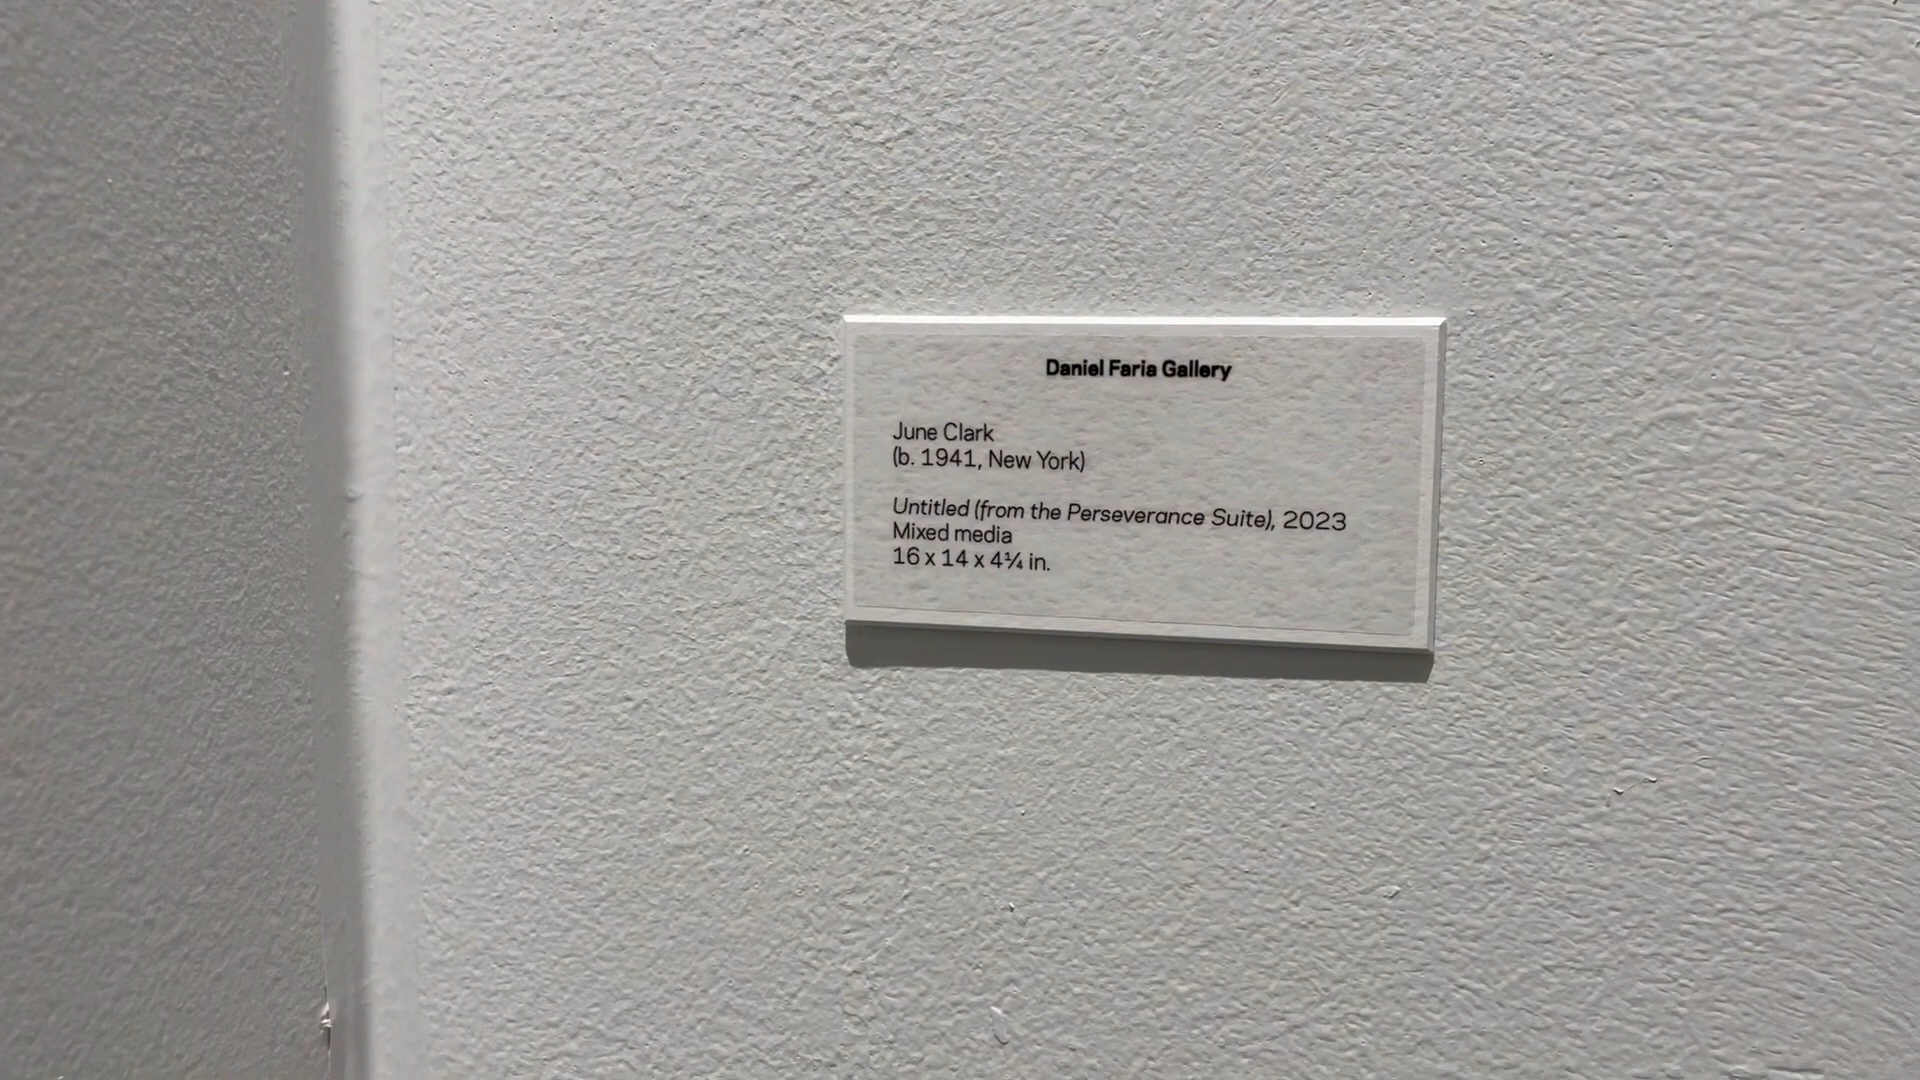 Daniel Faria Gallery
June Clark
(b. 1941, New York)
Untitled (from the Perseverance Suite), 2023
Mixed media
16 x 14 x 4¼ in.